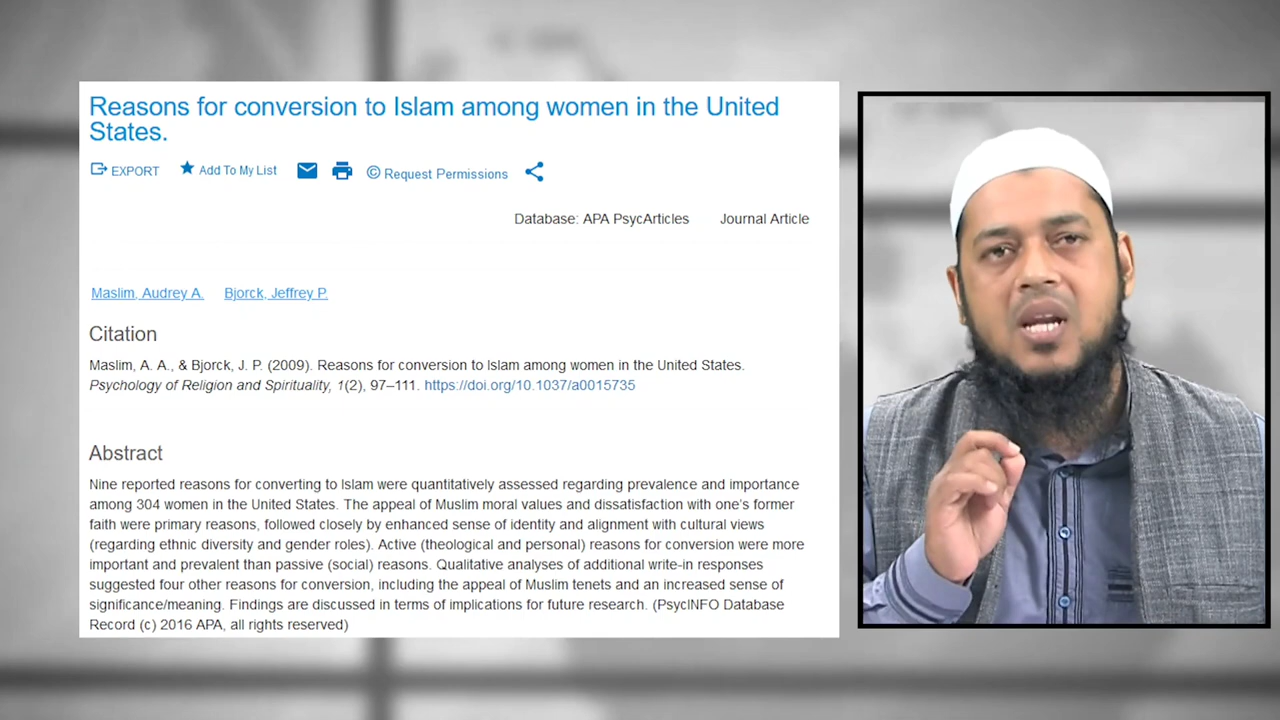 Reasons for conversion to Islam among women in the United
States.
EXPORT Add To My List © Request Permissions
Database: APA PsycArticles Journal Article
Maslim, Audrey A. Bjorck, Jeffrey P.
Citation
Maslim, A. A., & Bjorck, J. P. (2009). Reasons for conversion to Islam among women in the United States.
Psychology of Religion and Spirituality, 1(2), 97–111. https://doi.org/10.1037/a0015735
Abstract
Nine reported reasons for converting to Islam were quantitatively assessed regarding prevalence and importance
among 304 women in the United States. The appeal of Muslim moral values and dissatisfaction with one's former
faith were primary reasons, followed closely by enhanced sense of identity and alignment with cultural views
(regarding ethnic diversity and gender roles). Active (theological and personal) reasons for conversion were more
important and prevalent than passive (social) reasons. Qualitative analyses of additional write-in responses
suggested four other reasons for conversion, including the appeal of Muslim tenets and an increased sense of
significance/meaning. Findings are discussed in terms of implications for future research. (PsycINFO Database
Record (c) 2016 APA, all rights reserved)